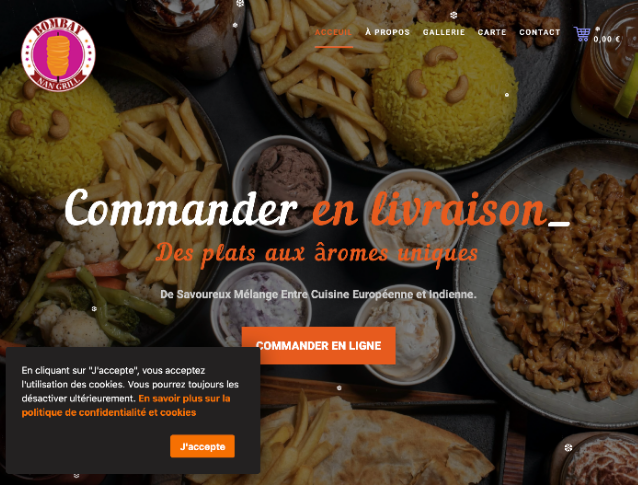 BOMBAY
NAN GRILL
ACCEUIL
À PROPOS
GALLERIE
CARTE
CONTACT
0,00 €
Commander en livraison_
Des plats aux âromes uniques
De Savoureux Mélange Entre Cuisine Européenne et Indienne.
COMMANDER EN LIGNE
En cliquant sur "J'accepte", vous acceptez
l'utilisation des cookies. Vous pourrez toujours les
désactiver ultérieurement. En savoir plus sur la
politique de confidentialité et cookies
J'accepte